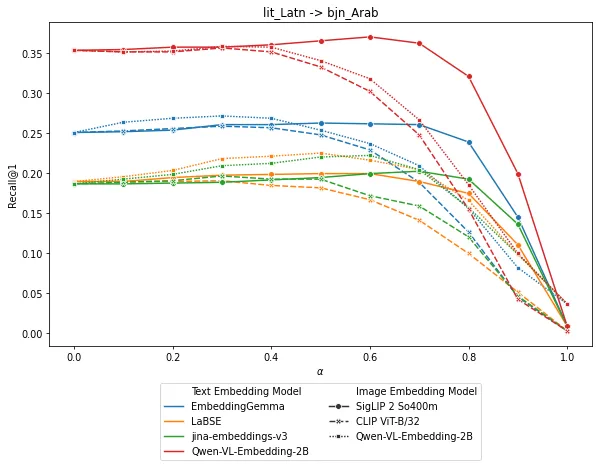 lit_Latn -> bjn_Arab
Recall@1
0.35
0.30
0.25
0.20
0.15
0.10
0.05
0.00
0.0 0.2 0.4 0.6 0.8 1.0
α
Text Embedding Model Image Embedding Model
EmbeddingGemma SigLIP 2 So400m
LaBSE CLIP ViT-B/32
jina-embeddings-v3 Qwen-VL-Embedding-2B
Qwen-VL-Embedding-2B